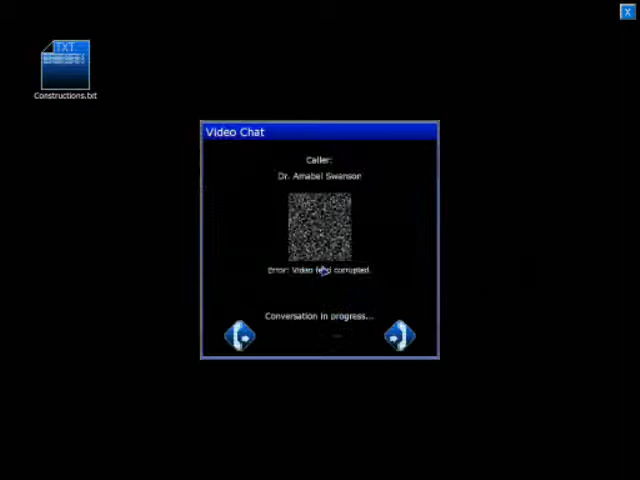 X
TXT
Constructions.txt
Video Chat
Caller:
Dr. Amabel Swanson
Error: Video feed corrupted.
Conversation in progress...